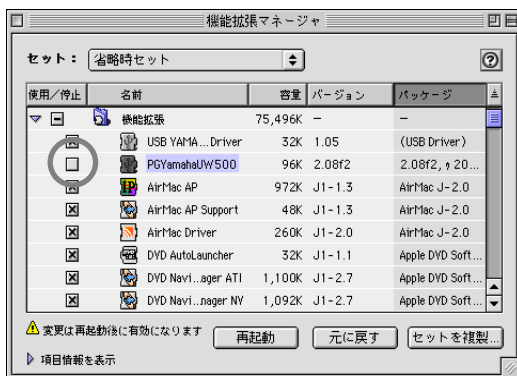 機能拡張マネージャ
セット： 省略時セット
使用／停止 名前 容量 バージョン パッケージ
機能拡張 75,496K – –
USB YAMA…Driver 32K 1.05 (USB Driver)
PGYamahaUW500 96K 2.08f2 2.08f2, 20…
AirMac AP 972K J1-1.3 AirMac J-2.0
AirMac AP Support 48K J1-1.3 AirMac J-2.0
AirMac Driver 260K J1-2.0 AirMac J-2.0
DVD AutoLauncher 32K J1-1.1 Apple DVD Soft…
DVD Navi…ager ATI 1,100K J1-2.7 Apple DVD Soft…
DVD Navi…nager NV 1,092K J1-2.7 Apple DVD Soft…
変更は再起動後に有効になります 再起動 元に戻す セットを複製...
項目情報を表示